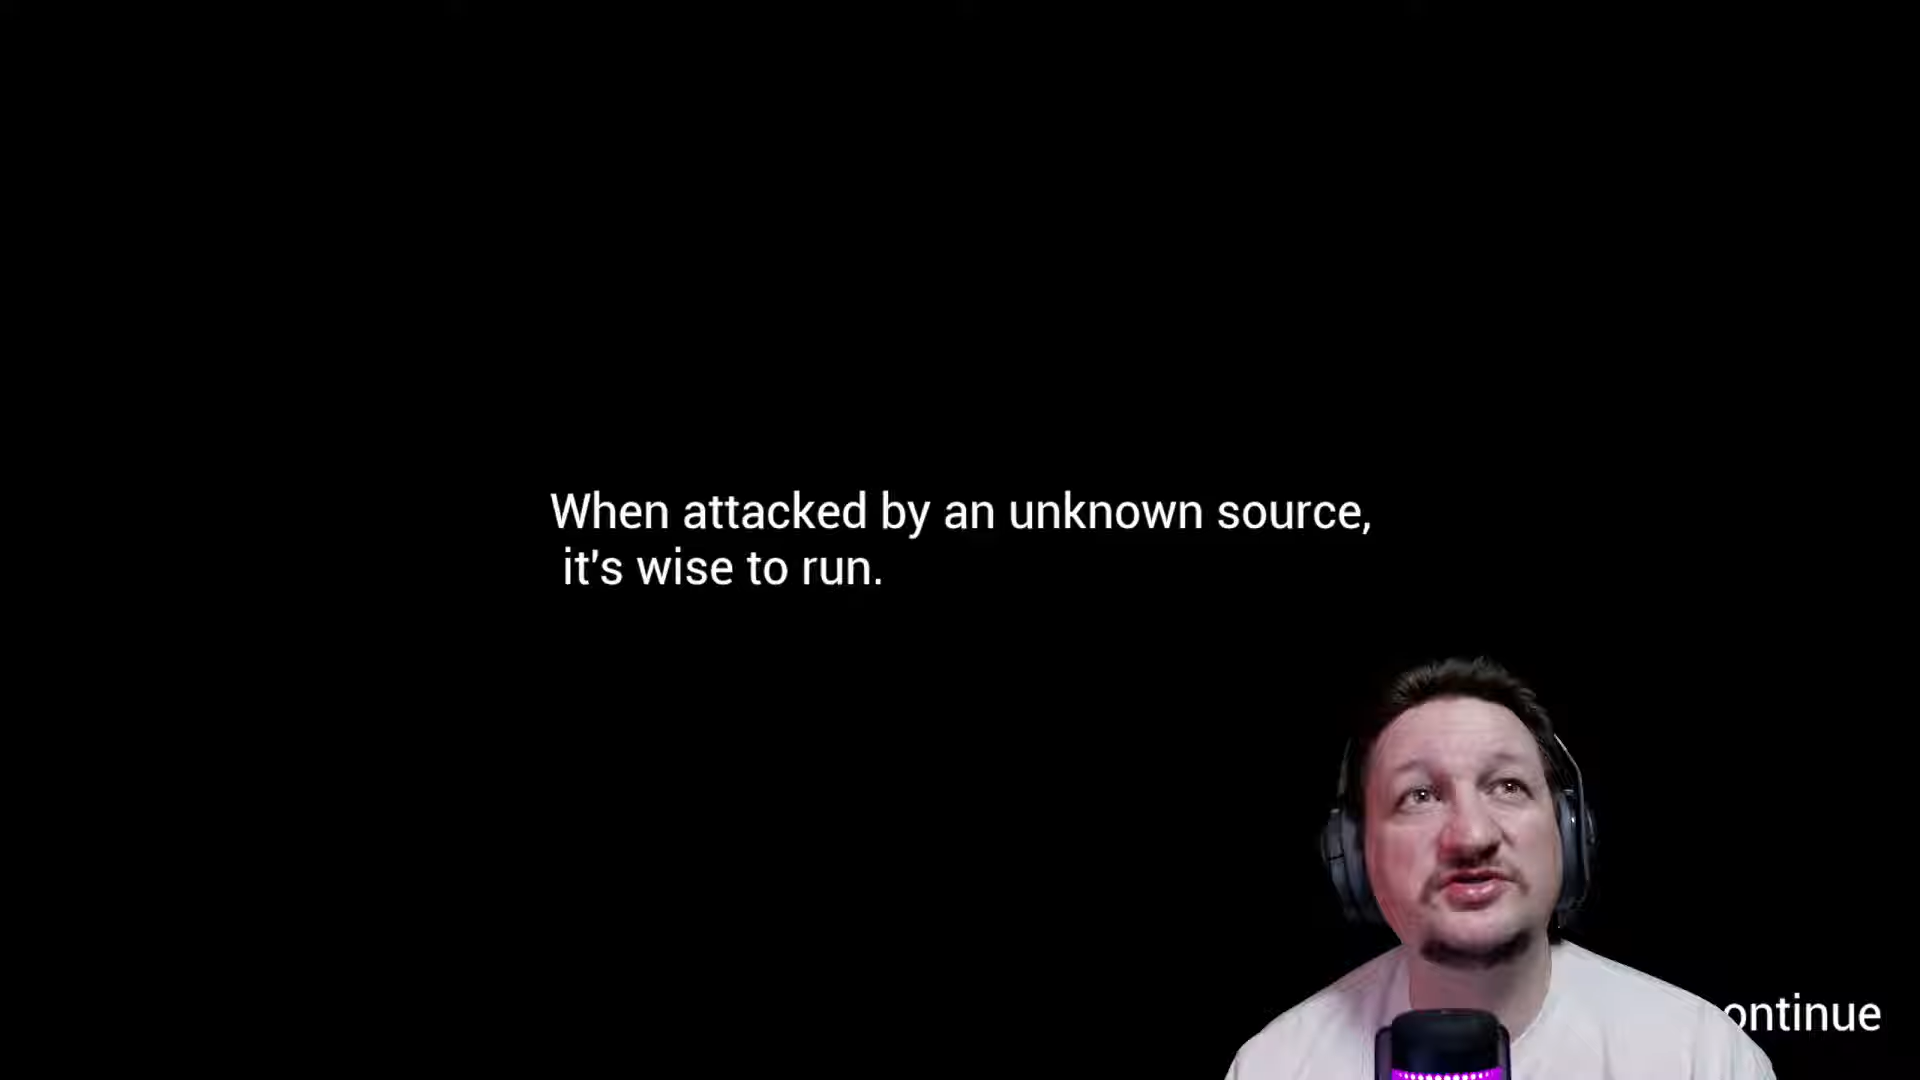 When attacked by an unknown source,
it's wise to run.
ontinue